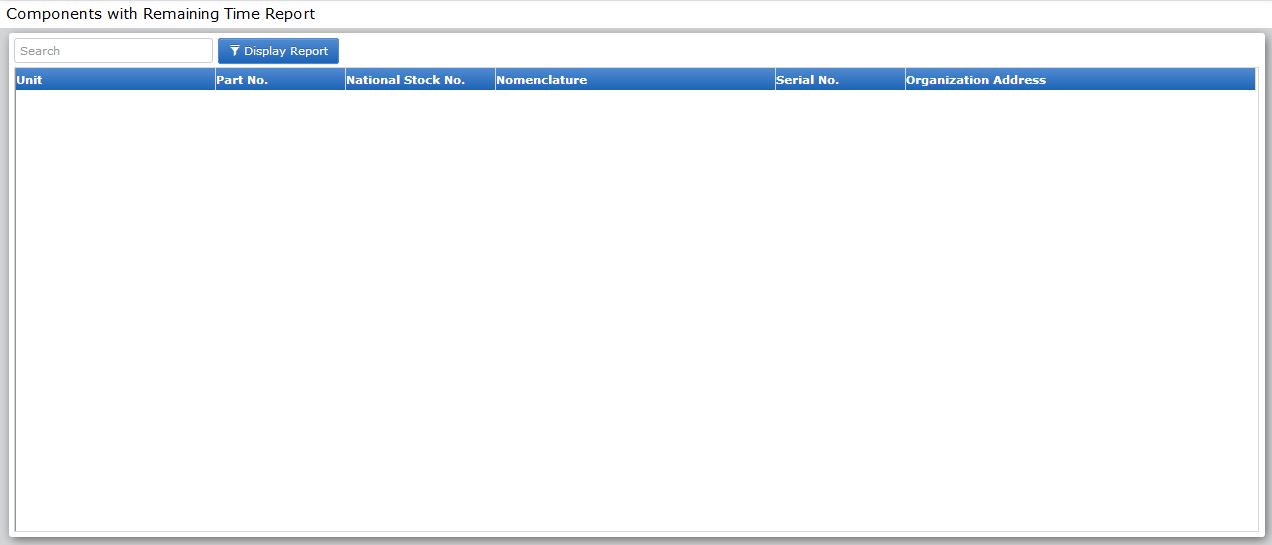 Components with Remaining Time Report
Search Display Report
Unit Part No. National Stock No. Nomenclature Serial No. Organization Address